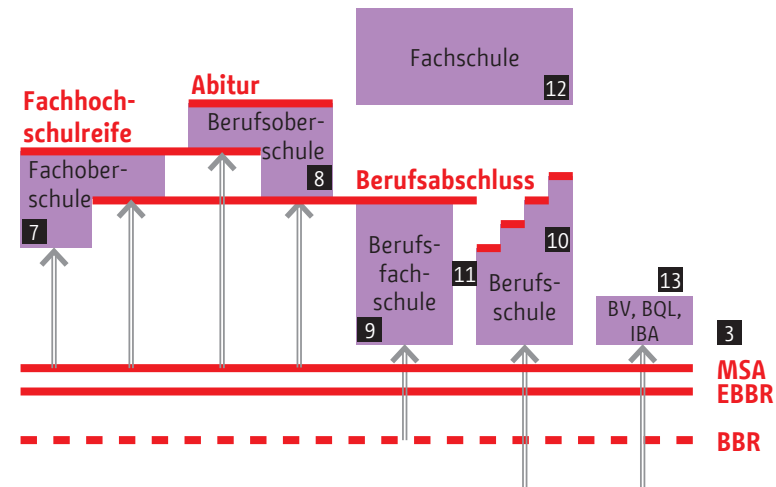 Fachschule
12
Abitur
Fachhoch-
schulreife
Berufsober-
schule
8
Fachober-
schule
7
Berufsabschluss
Berufs-
fach-
schule
9
11
10
Berufs-
schule
13
BV, BQL,
IBA
3
MSA
EBBR
BBR